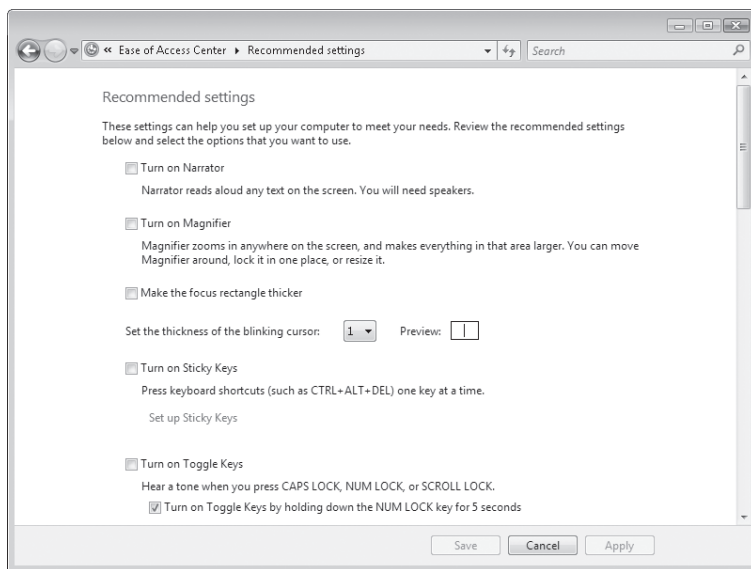 « Ease of Access Center ▸ Recommended settings
Search
Recommended settings
These settings can help you set up your computer to meet your needs. Review the recommended settings
below and select the options that you want to use.
Turn on Narrator
Narrator reads aloud any text on the screen. You will need speakers.
Turn on Magnifier
Magnifier zooms in anywhere on the screen, and makes everything in that area larger. You can move
Magnifier around, lock it in one place, or resize it.
Make the focus rectangle thicker
Set the thickness of the blinking cursor: 1 Preview:
Turn on Sticky Keys
Press keyboard shortcuts (such as CTRL+ALT+DEL) one key at a time.
Set up Sticky Keys
Turn on Toggle Keys
Hear a tone when you press CAPS LOCK, NUM LOCK, or SCROLL LOCK.
Turn on Toggle Keys by holding down the NUM LOCK key for 5 seconds
Save Cancel Apply